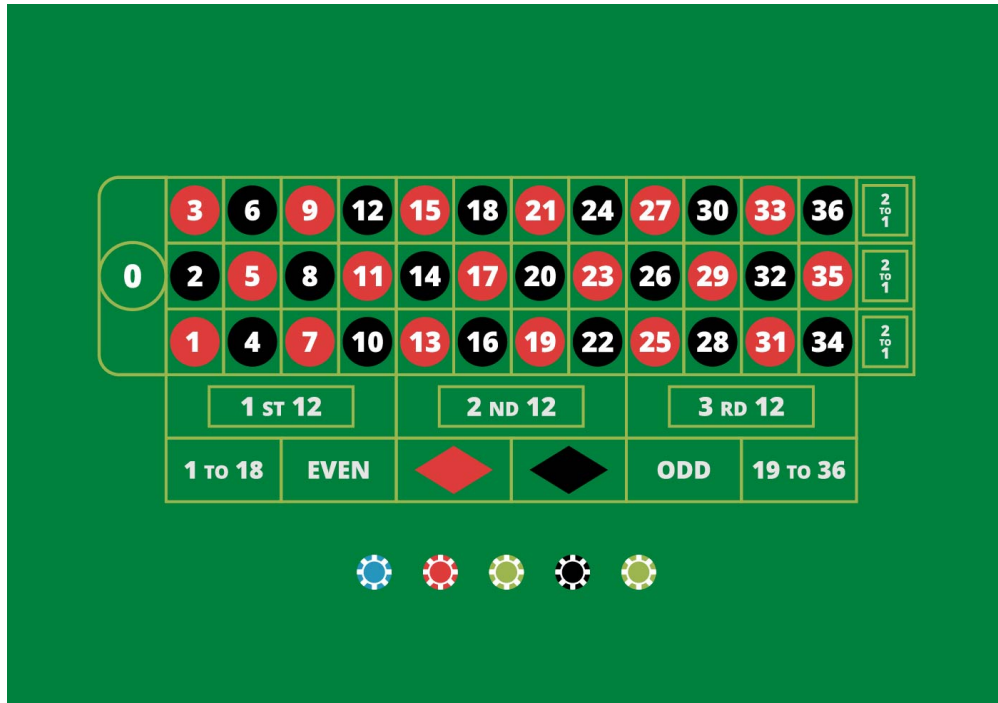 3 6 9 12 15 18 21 24 27 30 33 36 2 TO 1
0 2 5 8 11 14 17 20 23 26 29 32 35 2 TO 1
1 4 7 10 13 16 19 22 25 28 31 34 2 TO 1
1 ST 12 2 ND 12 3 RD 12
1 TO 18 EVEN ODD 19 TO 36